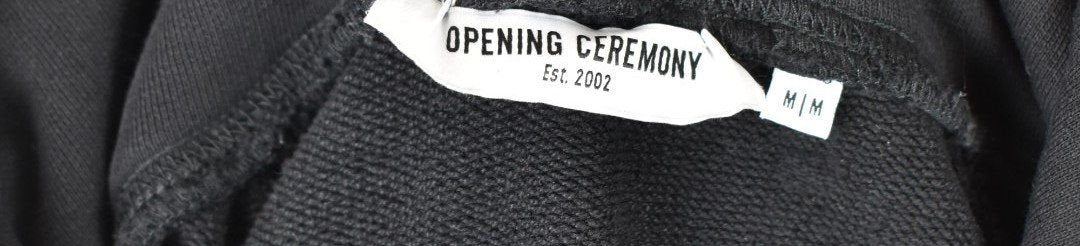 OPENING CEREMONY
Est. 2002
M|M